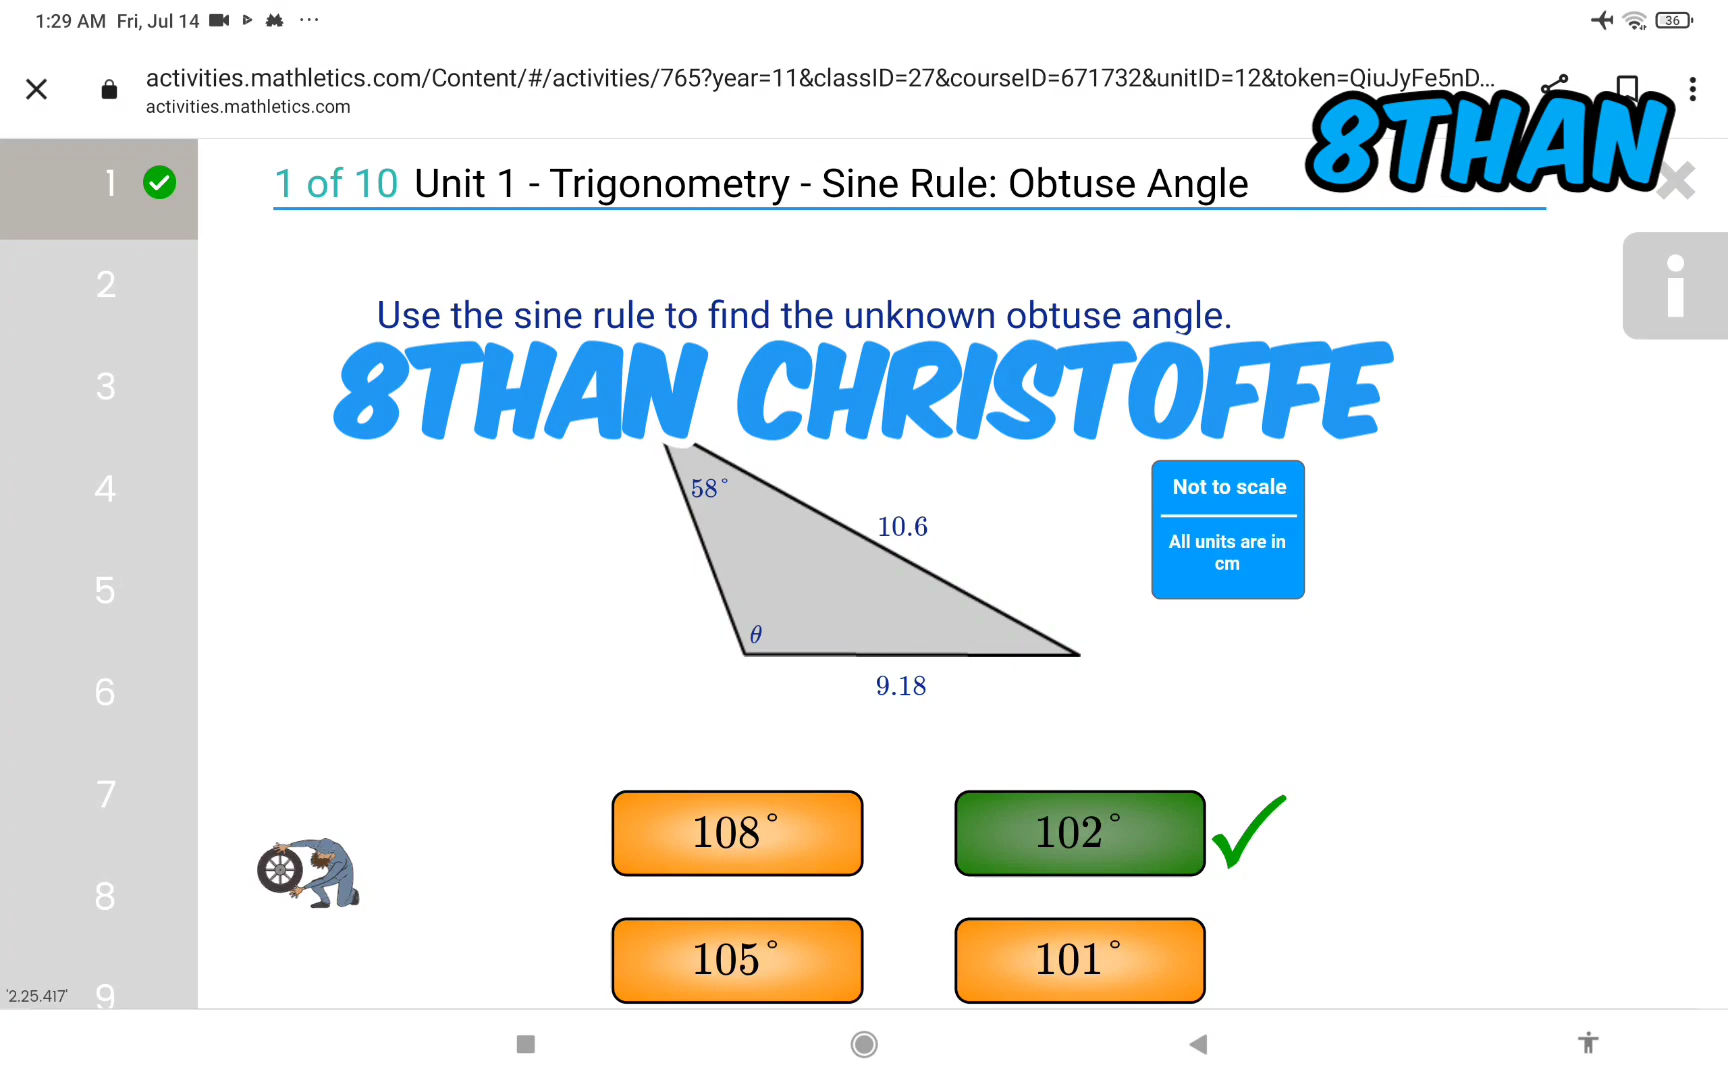 1:29 AM Fri, Jul 14 ···
36
activities.mathletics.com/Content/#/activities/765?year=11&classID=27&courseID=671732&unitID=12&token=QiuJyFe5nD...
activities.mathletics.com
8THAN
1 1 of 10 Unit 1 - Trigonometry - Sine Rule: Obtuse Angle
2
i
Use the sine rule to find the unknown obtuse angle.
3
8THAN CHRISTOFFE
4
58°
Not to scale
10.6
All units are in
cm
5
θ
6
9.18
7
108°
102°
8
105°
101°
'2.25.417'
9